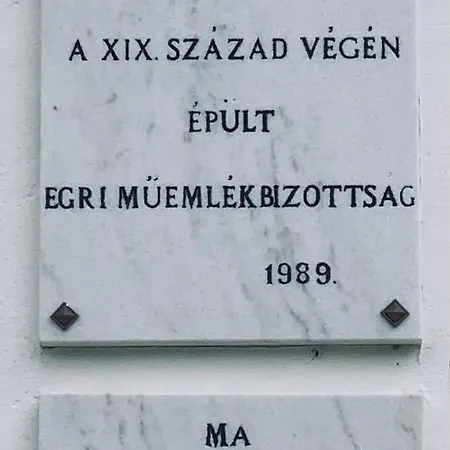 A XIX. SZÁZAD VÉGÉN
ÉPÜLT
EGRI MŰEMLÉKBIZOTTSAG
1989.
MA